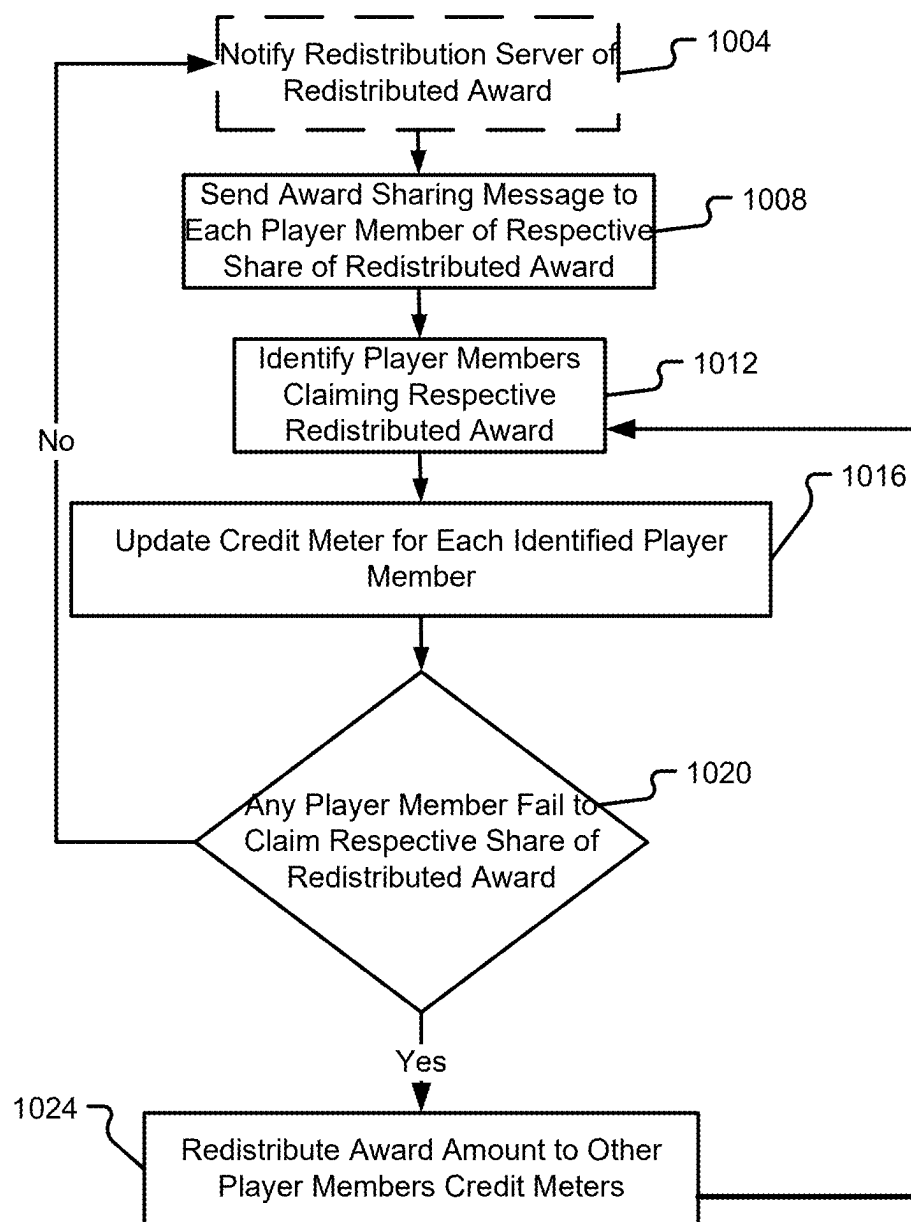 Notify Redistribution Server of
Redistributed Award
1004
Send Award Sharing Message to
Each Player Member of Respective
Share of Redistributed Award
1008
Identify Player Members
Claiming Respective
Redistributed Award
1012
No
Update Credit Meter for Each Identified Player
Member
1016
Any Player Member Fail to
Claim Respective Share of
Redistributed Award
1020
Yes
1024
Redistribute Award Amount to Other
Player Members Credit Meters